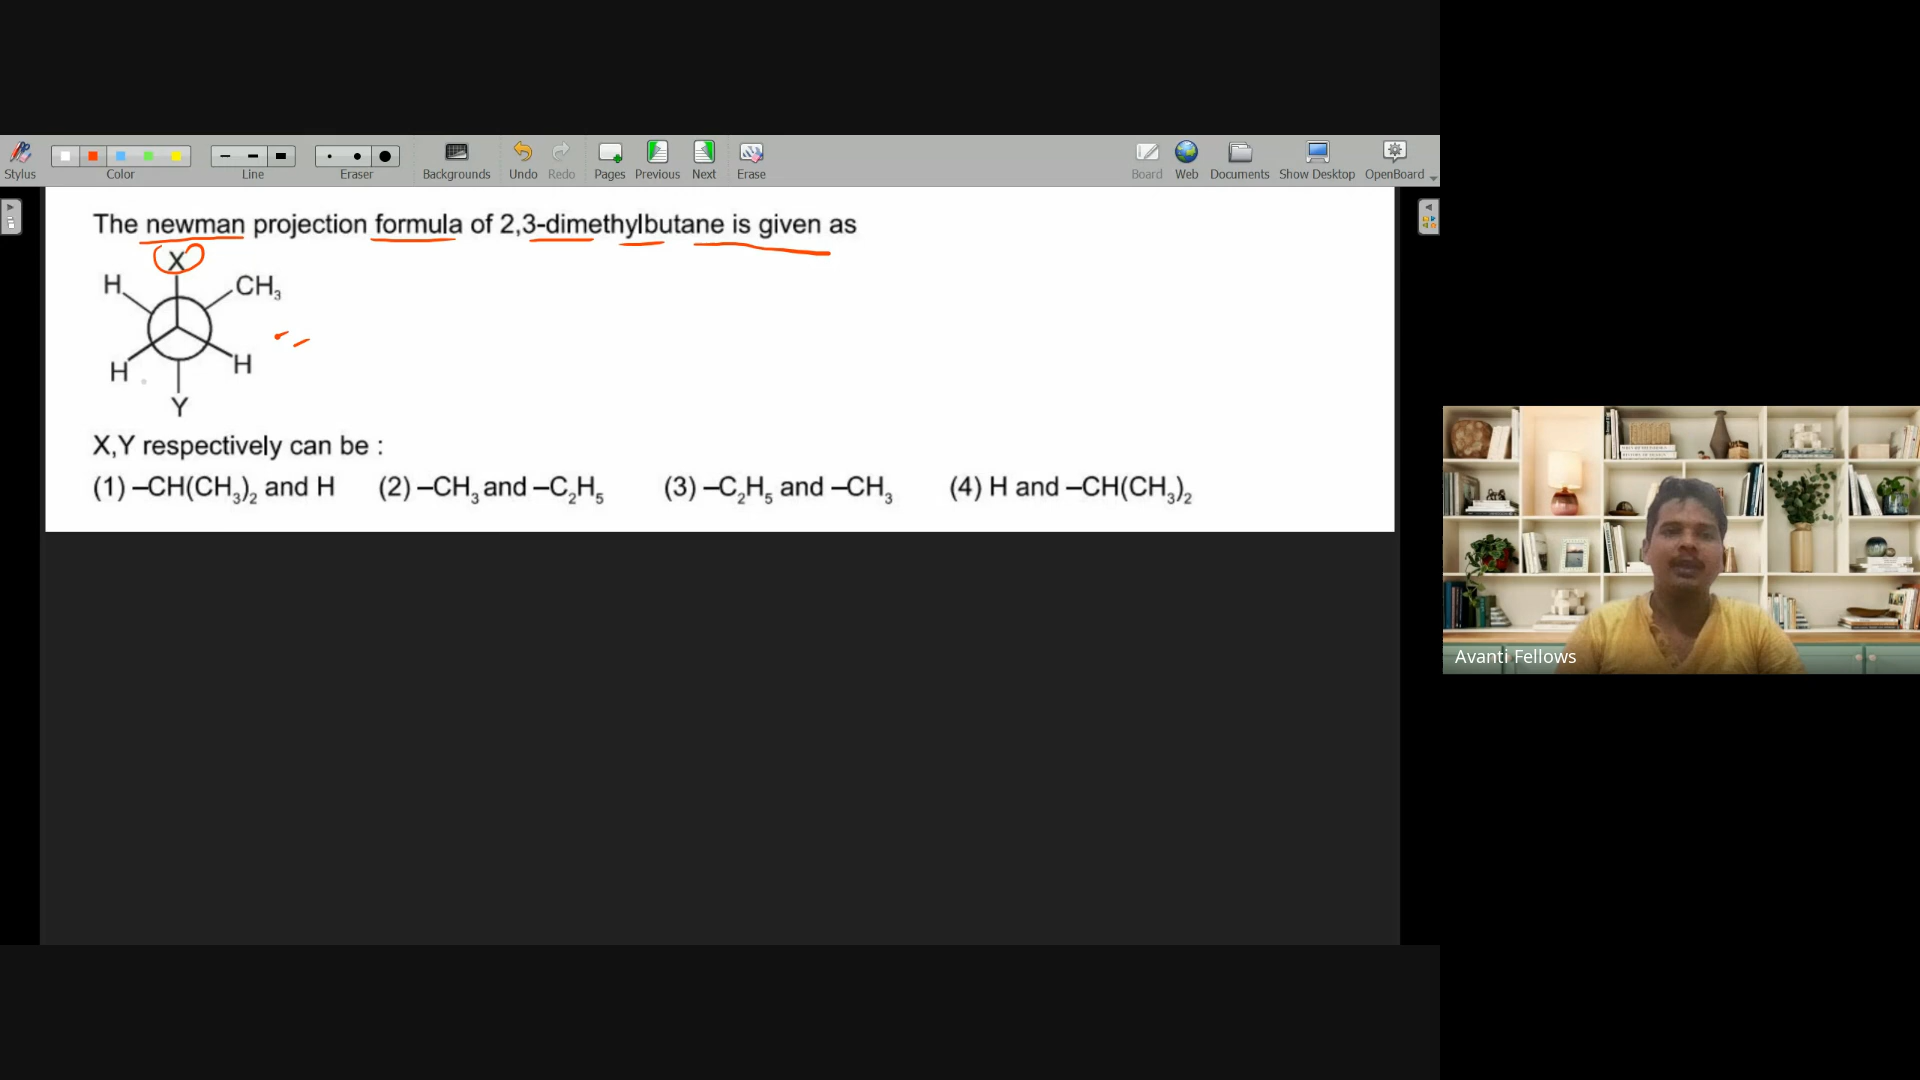 Stylus Color Line Eraser Backgrounds Undo Redo Pages Previous Next Erase Board Web Documents Show Desktop OpenBoard
The newman projection formula of 2,3-dimethylbutane is given as
X
H CH₃
H H
Y
X,Y respectively can be :
(1) –CH(CH₃)₂ and H (2) –CH₃ and –C₂H₅ (3) –C₂H₅ and –CH₃ (4) H and –CH(CH₃)₂
Avanti Fellows